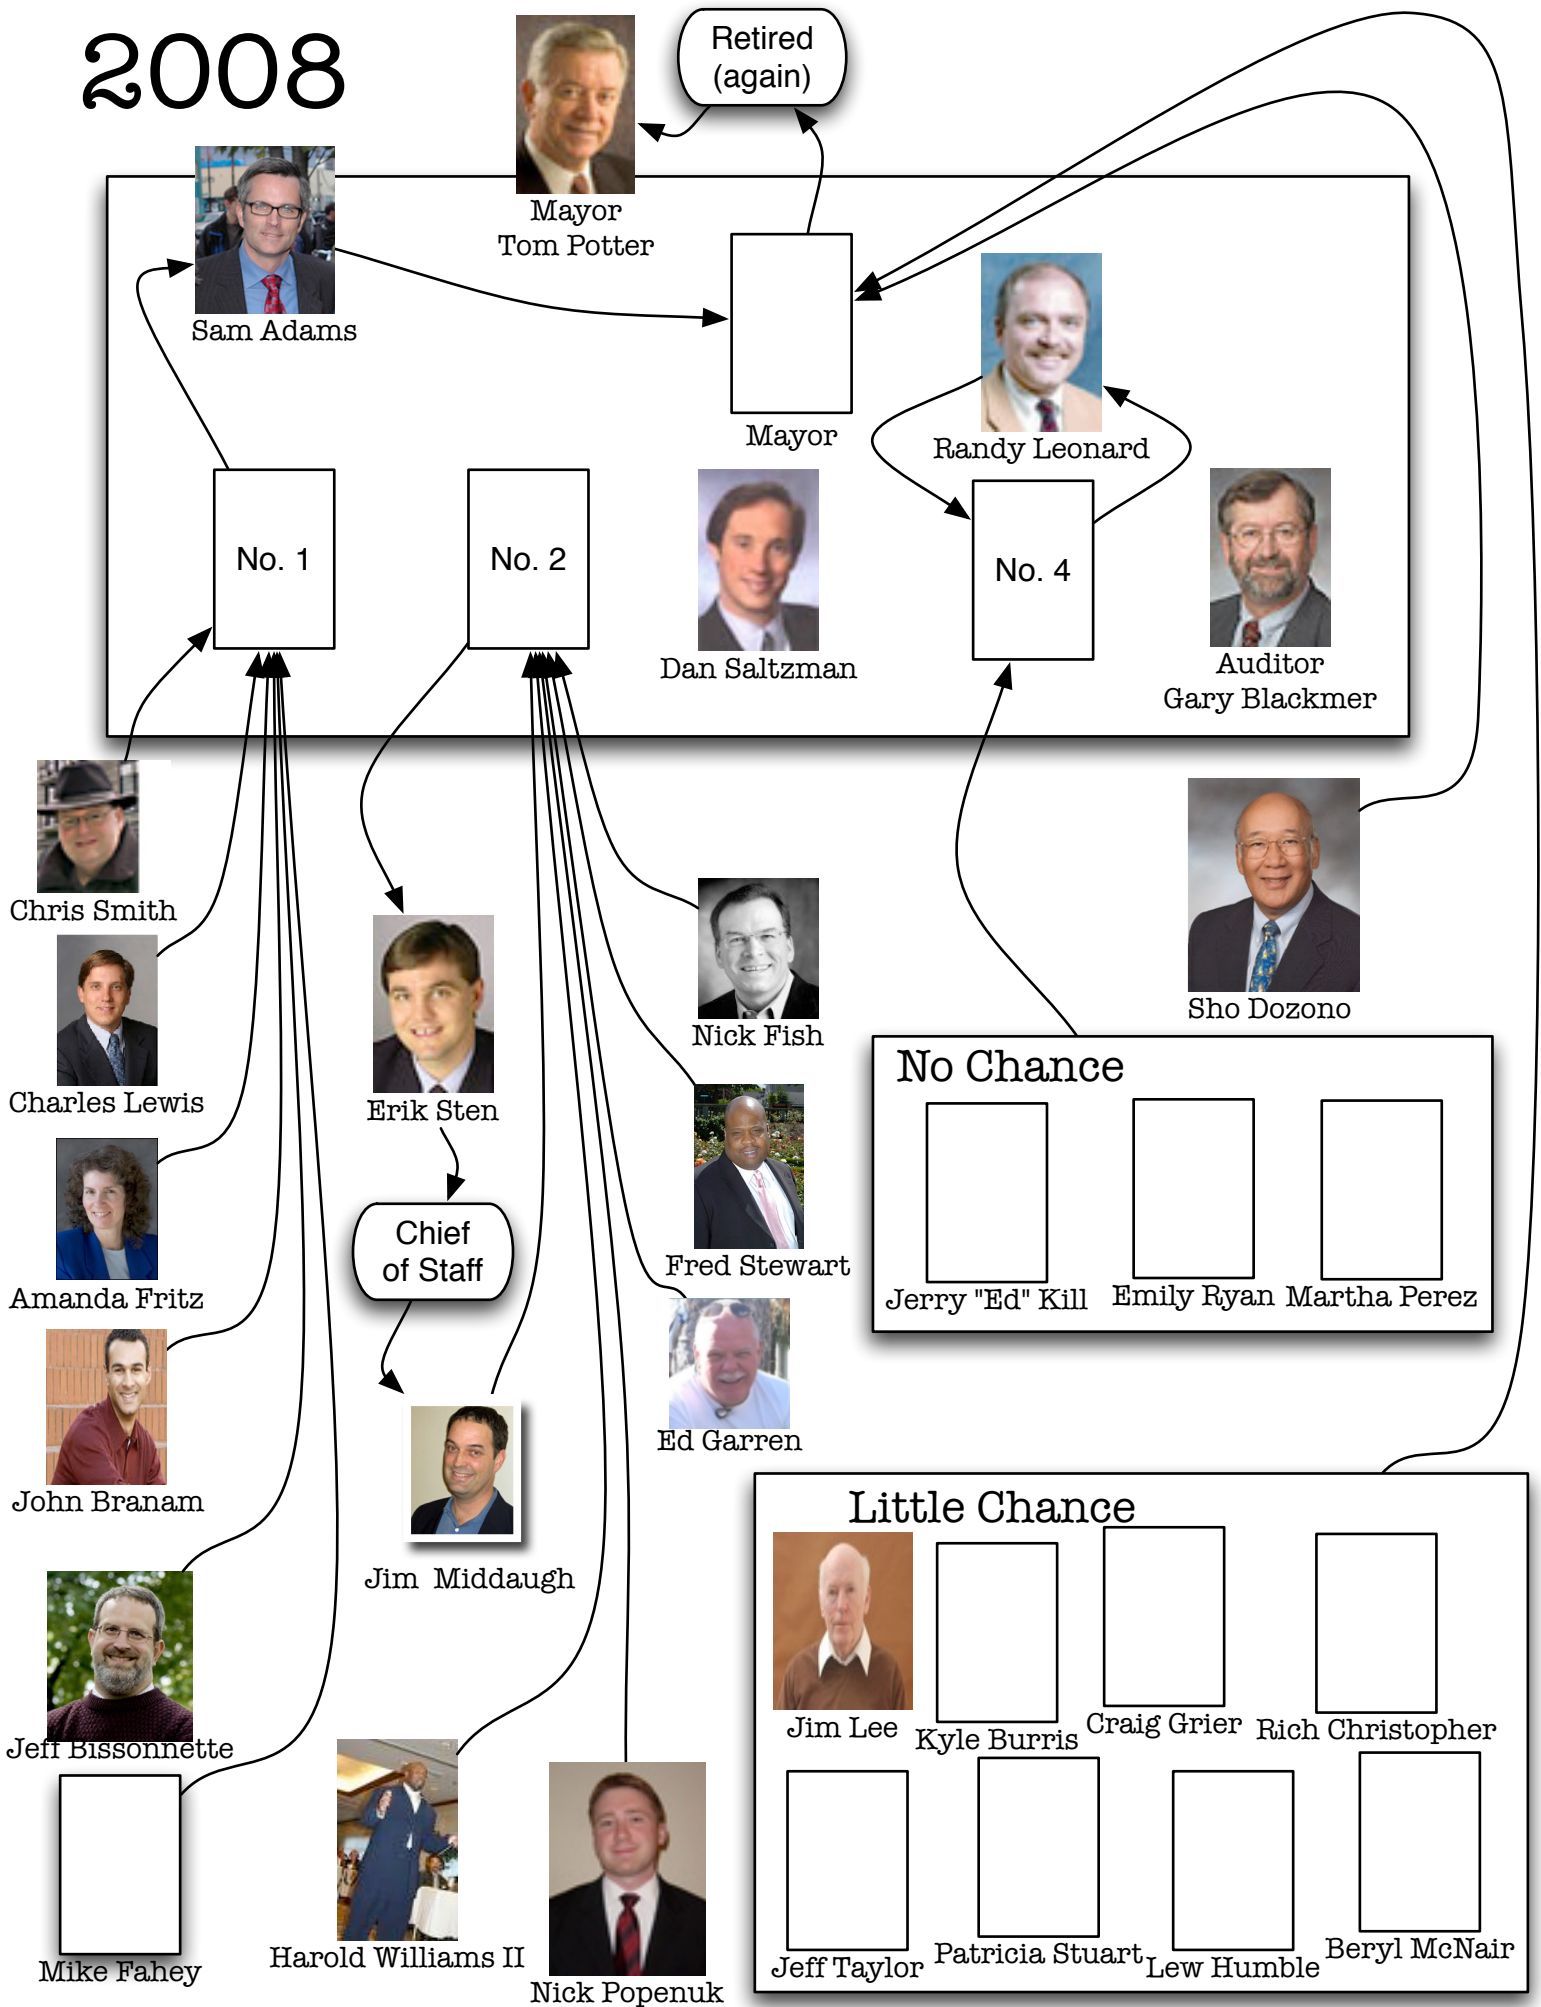 2008
Retired
(again)
Mayor
Tom Potter
Sam Adams
Mayor
Randy Leonard
No. 1
No. 2
No. 4
Dan Saltzman
Auditor
Gary Blackmer
Chris Smith
Charles Lewis
Amanda Fritz
John Branam
Jeff Bissonnette
Mike Fahey
Erik Sten
Chief
of Staff
Jim Middaugh
Harold Williams II
Nick Popenuk
Nick Fish
Fred Stewart
Ed Garren
Sho Dozono
No Chance
Jerry "Ed" Kill
Emily Ryan
Martha Perez
Little Chance
Jim Lee
Kyle Burris
Craig Grier
Rich Christopher
Jeff Taylor
Patricia Stuart
Lew Humble
Beryl McNair